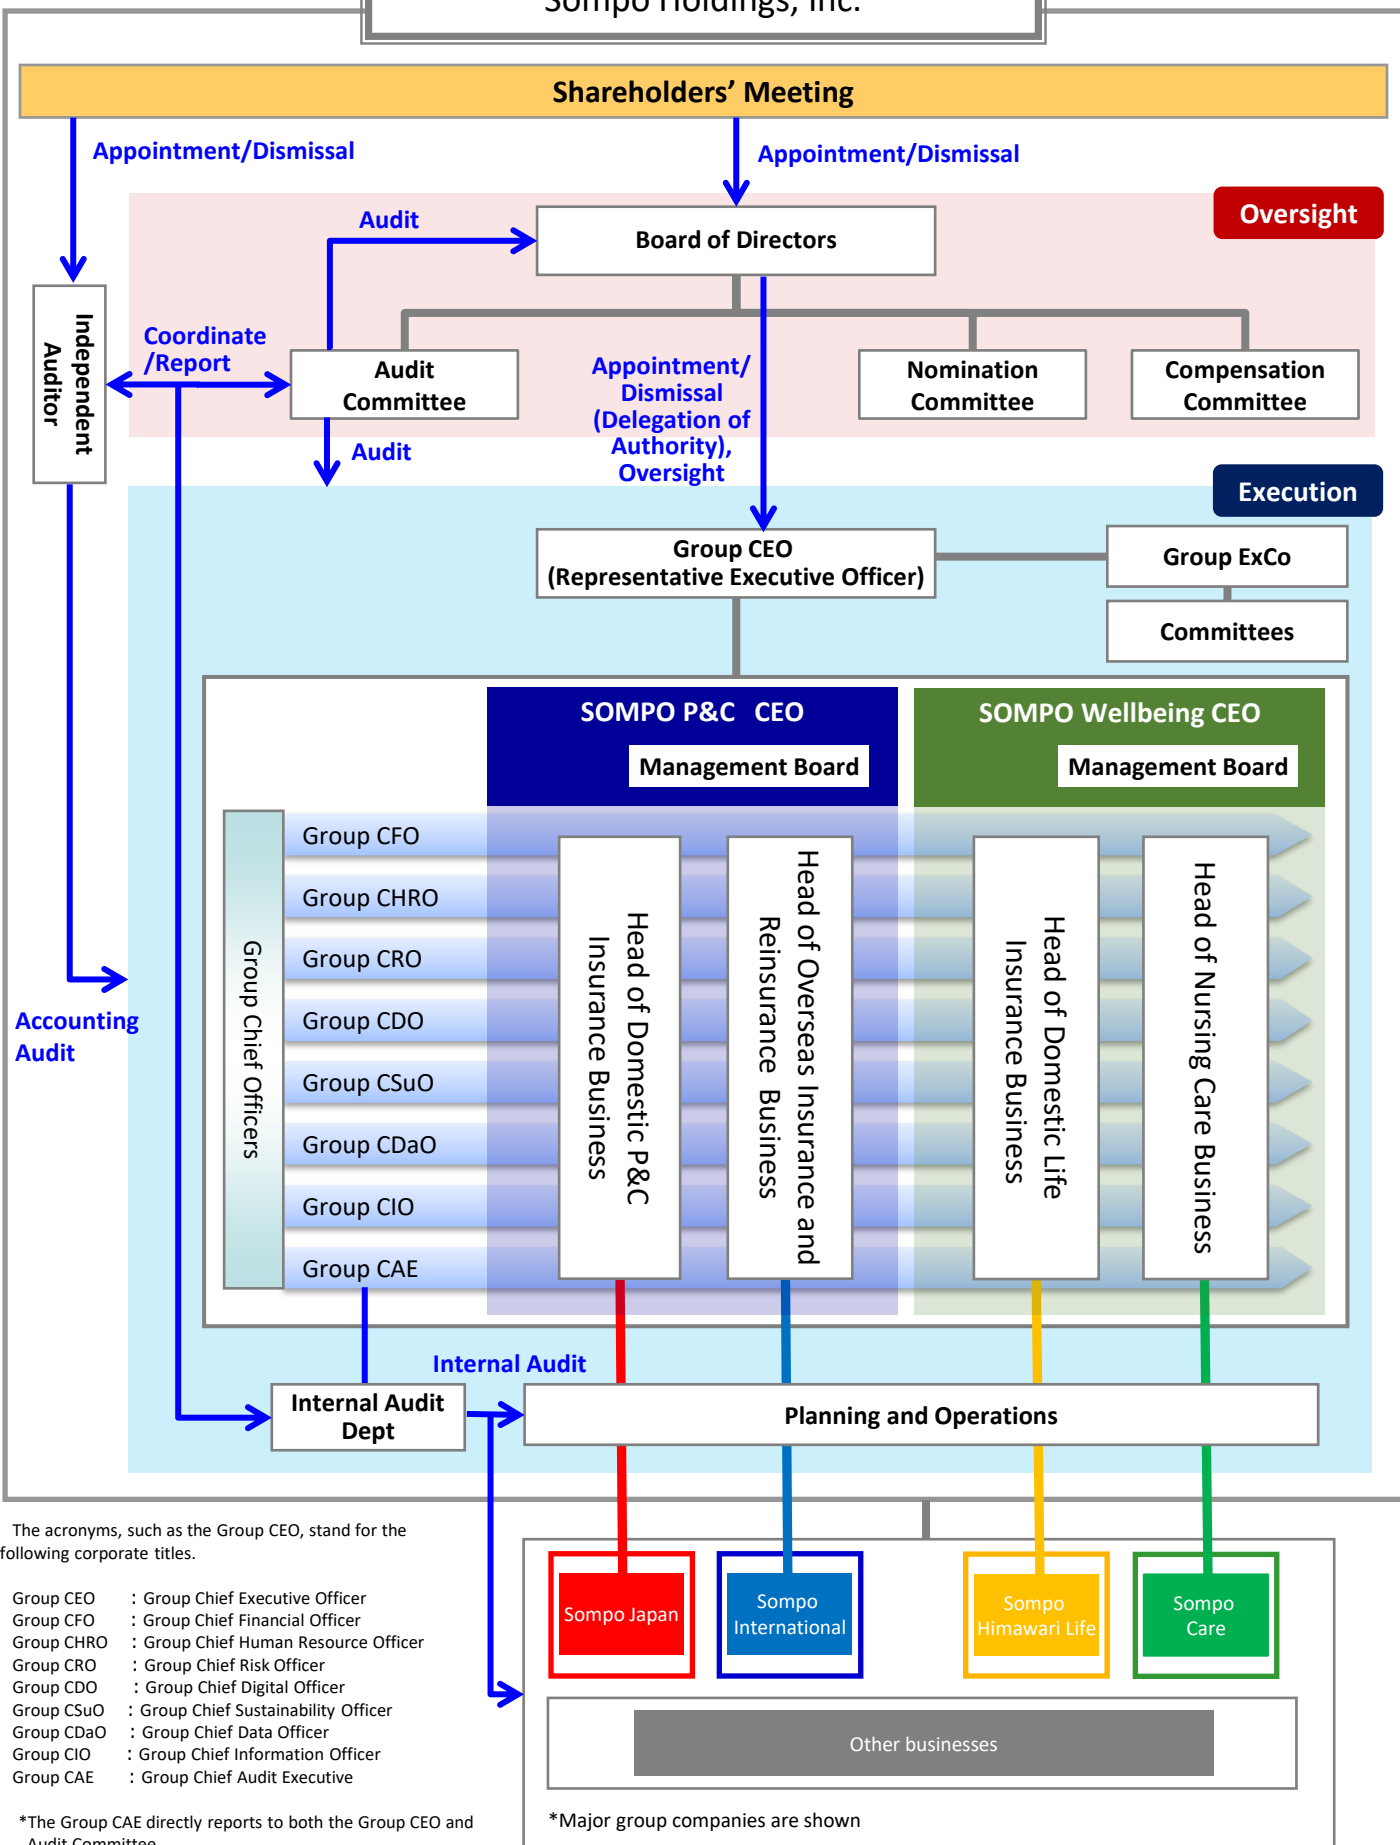 Sompo Holdings, Inc.
Shareholders’ Meeting
Appointment/Dismissal
Appointment/Dismissal
Oversight
Audit
Board of Directors
Independent
Auditor
Coordinate
/Report
Audit
Committee
Appointment/
Dismissal
(Delegation of
Authority),
Oversight
Nomination
Committee
Compensation
Committee
Audit
Execution
Group CEO
(Representative Executive Officer)
Group ExCo
Committees
SOMPO P&C CEO
Management Board
SOMPO Wellbeing CEO
Management Board
Group Chief Officers
Group CFO
Group CHRO
Group CRO
Group CDO
Group CSuO
Group CDaO
Group CIO
Group CAE
Head of Domestic P&C
Insurance Business
Head of Overseas Insurance and
Reinsurance Business
Head of Domestic Life
Insurance Business
Head of Nursing Care Business
Accounting
Audit
Internal Audit
Internal Audit
Dept
Planning and Operations
The acronyms, such as the Group CEO, stand for the
following corporate titles.
Group CEO : Group Chief Executive Officer
Group CFO : Group Chief Financial Officer
Group CHRO : Group Chief Human Resource Officer
Group CRO : Group Chief Risk Officer
Group CDO : Group Chief Digital Officer
Group CSuO : Group Chief Sustainability Officer
Group CDaO : Group Chief Data Officer
Group CIO : Group Chief Information Officer
Group CAE : Group Chief Audit Executive
*The Group CAE directly reports to both the Group CEO and
Audit Committee
Sompo Japan
Sompo
International
Sompo
Himawari Life
Sompo
Care
Other businesses
*Major group companies are shown